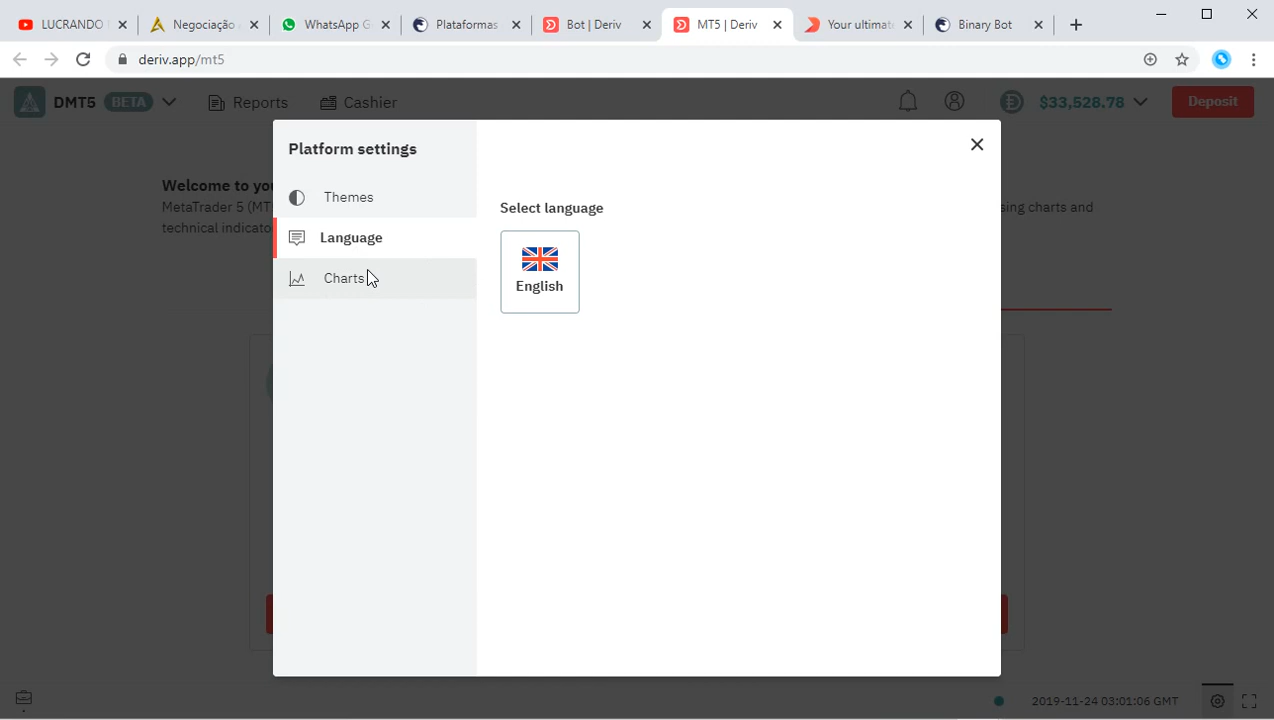 LUCRANDO
Negociação
WhatsApp G
Plataformas
Bot | Deriv
MT5 | Deriv
Your ultimat
Binary Bot
deriv.app/mt5
DMT5 BETA
Reports
Cashier
$33,528.78
Deposit
Platform settings
Themes
Language
Charts
Select language
English
Welcome to you
MetaTrader 5 (MT
sing charts and
technical indicato
2019-11-24 03:01:06 GMT